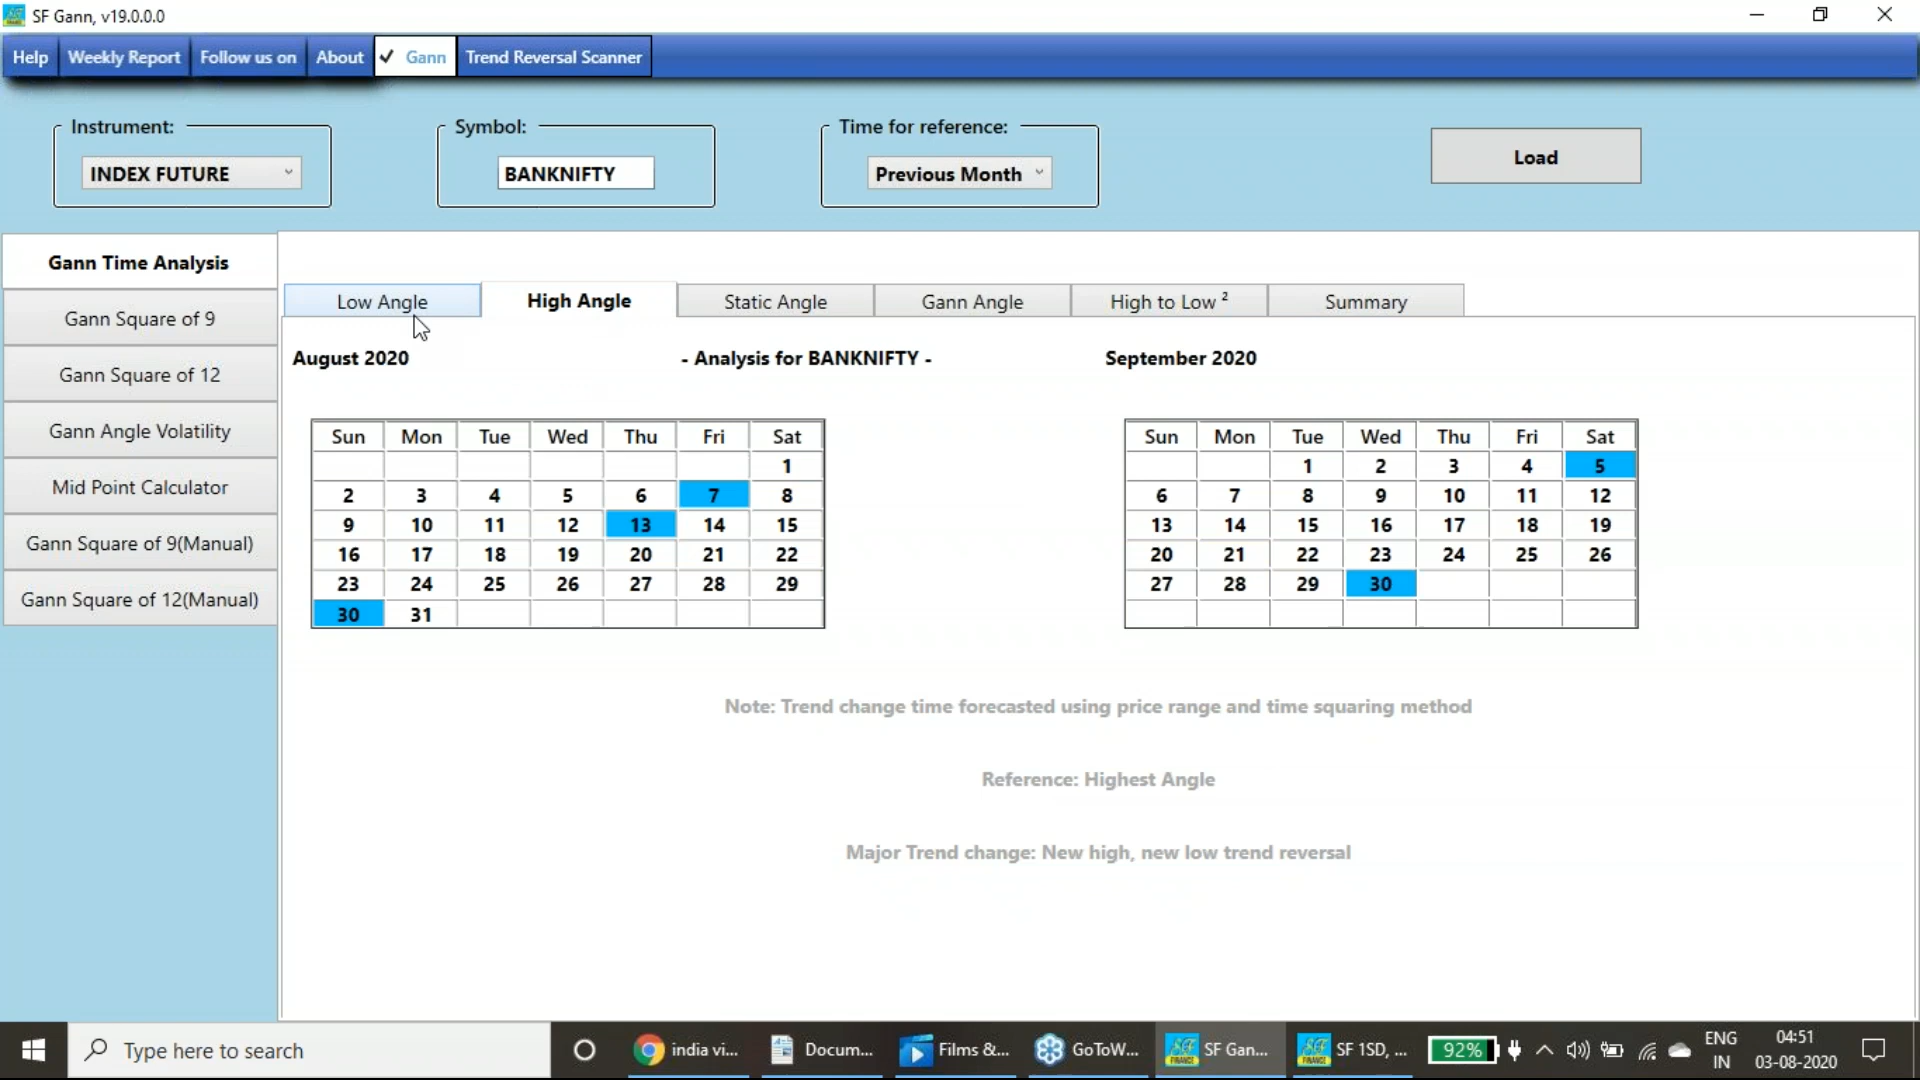 SF Gann, v19.0.0.0
Help Weekly Report Follow us on About ✓ Gann Trend Reversal Scanner
Instrument: Symbol: Time for reference:
INDEX FUTURE BANKNIFTY Previous Month Load
Gann Time Analysis
Gann Square of 9
Gann Square of 12
Gann Angle Volatility
Mid Point Calculator
Gann Square of 9(Manual)
Gann Square of 12(Manual)
Low Angle High Angle Static Angle Gann Angle High to Low ² Summary
August 2020 - Analysis for BANKNIFTY - September 2020
Sun Mon Tue Wed Thu Fri Sat
1
2 3 4 5 6 7 8
9 10 11 12 13 14 15
16 17 18 19 20 21 22
23 24 25 26 27 28 29
30 31
Sun Mon Tue Wed Thu Fri Sat
1 2 3 4 5
6 7 8 9 10 11 12
13 14 15 16 17 18 19
20 21 22 23 24 25 26
27 28 29 30
Note: Trend change time forecasted using price range and time squaring method
Reference: Highest Angle
Major Trend change: New high, new low trend reversal
Type here to search
india vi... Docum... Films &... GoToW... SF Gan... SF 1SD, ... 92% ENG 04:51
IN 03-08-2020